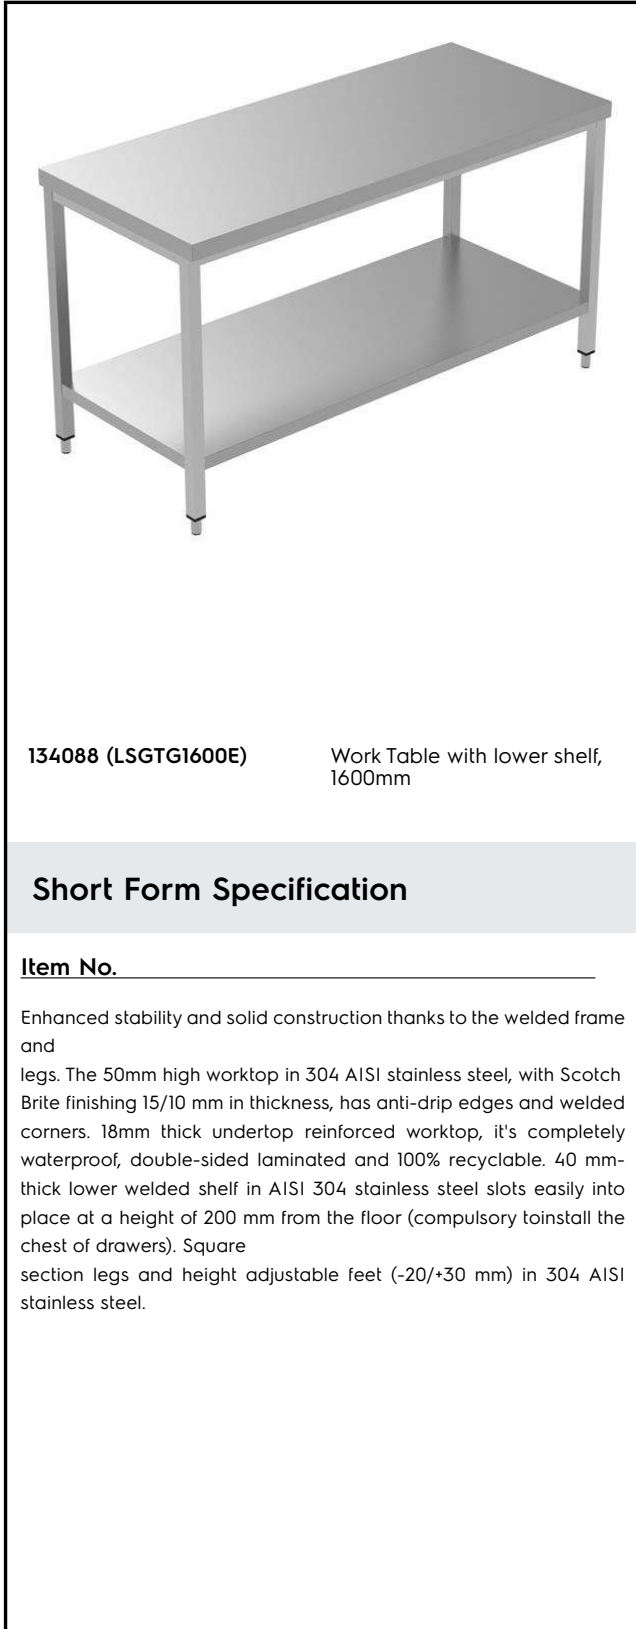 134088 (LSGTG1600E)
Work Table with lower shelf,
1600mm
Short Form Specification
Item No.
Enhanced stability and solid construction thanks to the welded frame
and
legs. The 50mm high worktop in 304 AISI stainless steel, with Scotch
Brite finishing 15/10 mm in thickness, has anti-drip edges and welded
corners. 18mm thick undertop reinforced worktop, it's completely
waterproof, double-sided laminated and 100% recyclable. 40 mm-
thick lower welded shelf in AISI 304 stainless steel slots easily into
place at a height of 200 mm from the floor (compulsory toinstall the
chest of drawers). Square
section legs and height adjustable feet (-20/+30 mm) in 304 AISI
stainless steel.